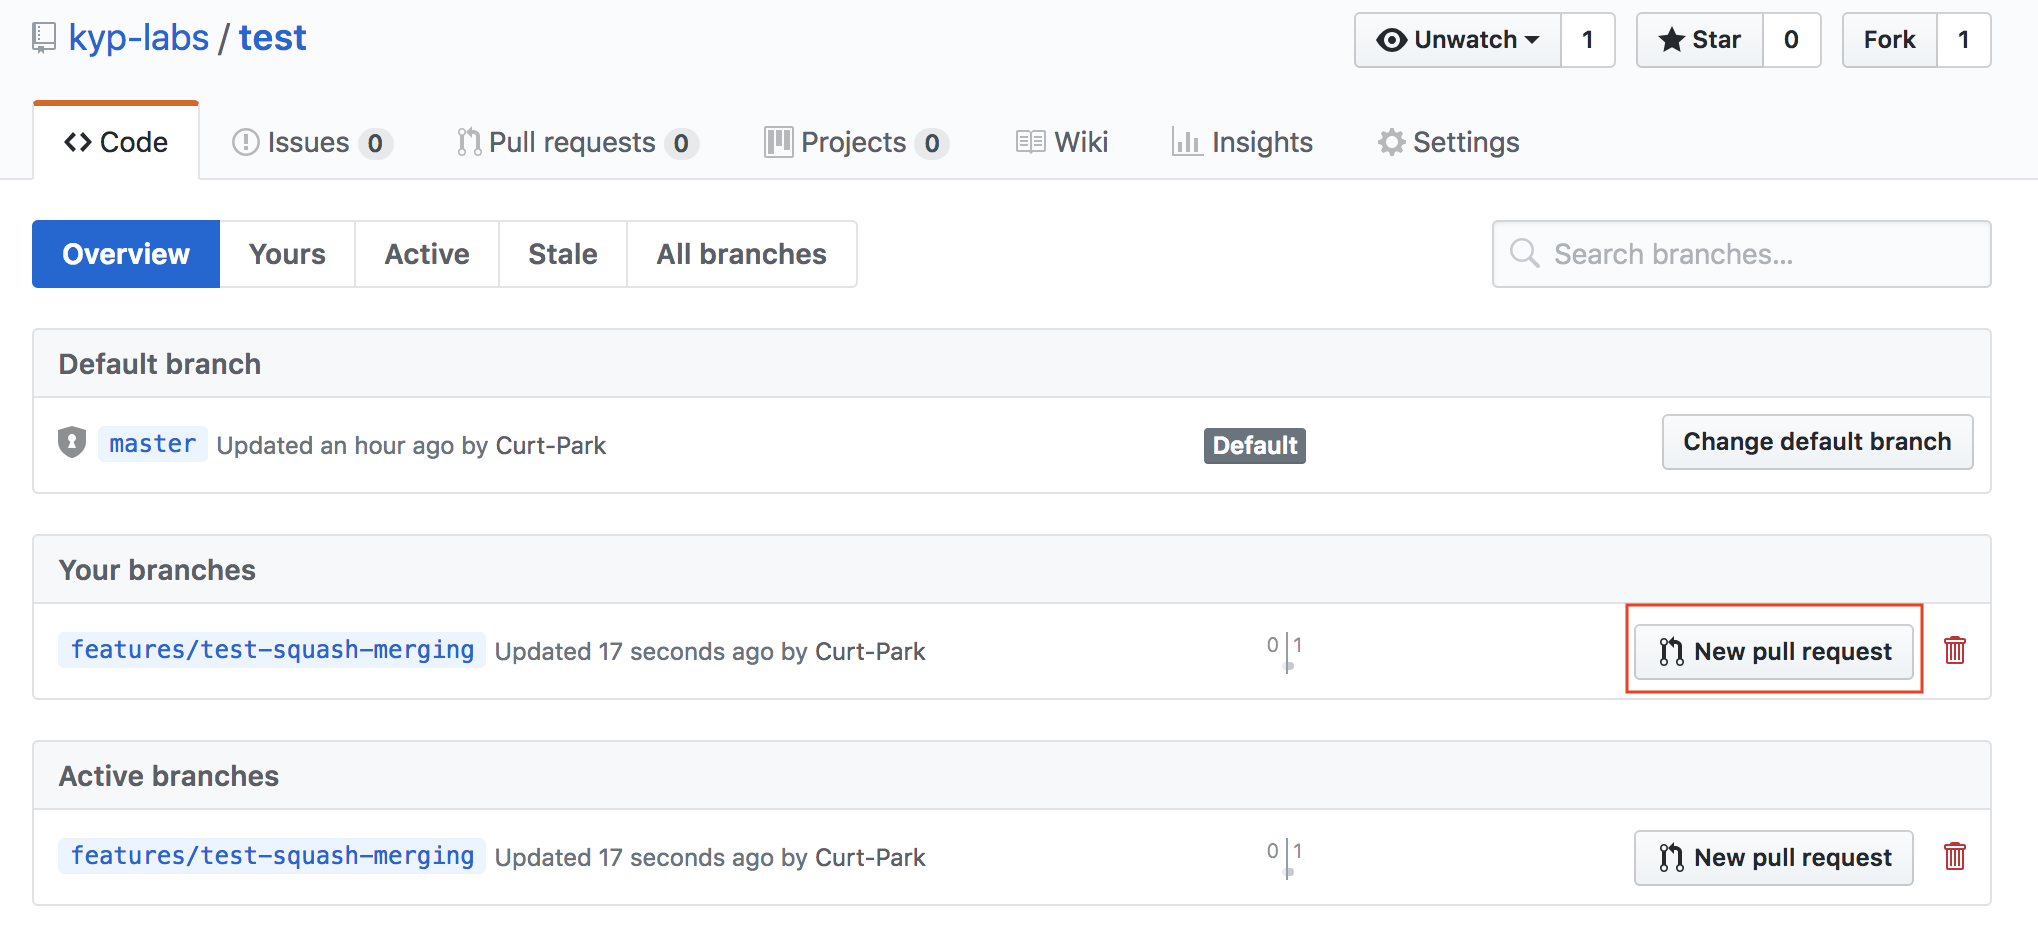 kyp-labs / test
Unwatch 1 Star 0 Fork 1
Code Issues 0 Pull requests 0 Projects 0 Wiki Insights Settings
Overview Yours Active Stale All branches Search branches...
Default branch
master Updated an hour ago by Curt-Park Default Change default branch
Your branches
features/test-squash-merging Updated 17 seconds ago by Curt-Park 0 1 New pull request
Active branches
features/test-squash-merging Updated 17 seconds ago by Curt-Park 0 1 New pull request